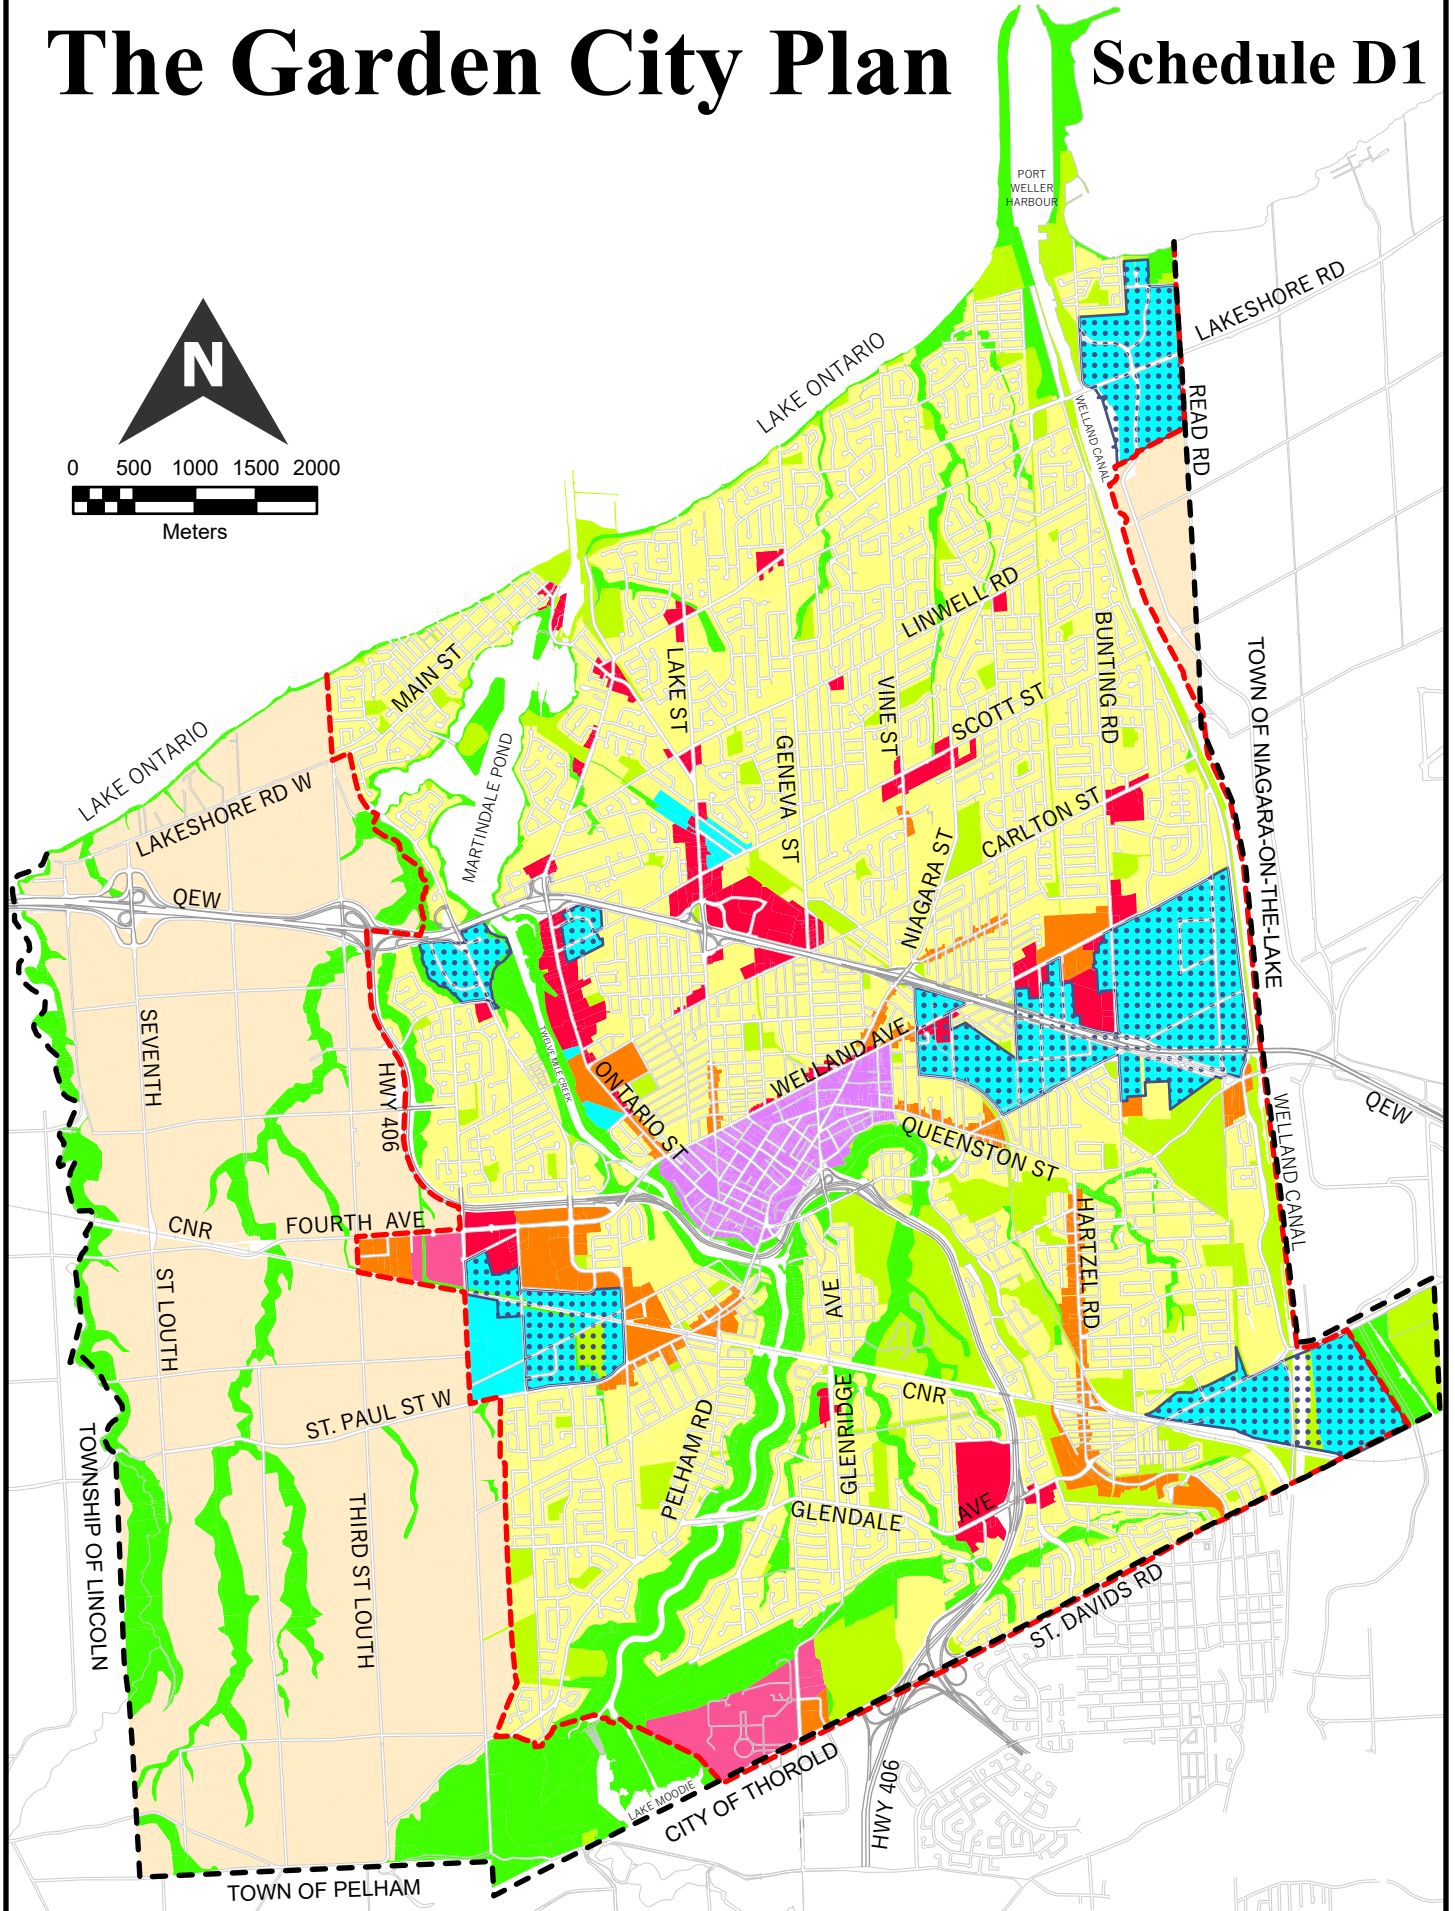 The Garden City Plan
Schedule D1
PORT
WELLER
HARBOUR
N
0 500 1000 1500 2000
Meters
LAKE ONTARIO
LAKESHORE RD
READ RD
WELLAND CANAL
LINWELL RD
BUNTING RD
MAIN ST
LAKE ST
VINE ST
SCOTT ST
TOWN OF NIAGARA-ON-THE-LAKE
LAKE ONTARIO
LAKESHORE RD W
MARTINDALE POND
GENEVA ST
CARLTON ST
NIAGARA ST
QEW
SEVENTH
HWY 406
TWELVE MILE CREEK
ONTARIO ST
WELLAND AVE
QUEENSTON ST
QEW
WELLAND CANAL
CNR
FOURTH AVE
HARTZEL RD
ST LOUTH
AVE
GLENRIDGE
CNR
ST. PAUL ST W
PELHAM RD
TOWNSHIP OF LINCOLN
THIRD ST LOUTH
GLENDALE
AVE
ST. DAVIDS RD
LAKE MOODIE
CITY OF THOROLD
HWY 406
TOWN OF PELHAM